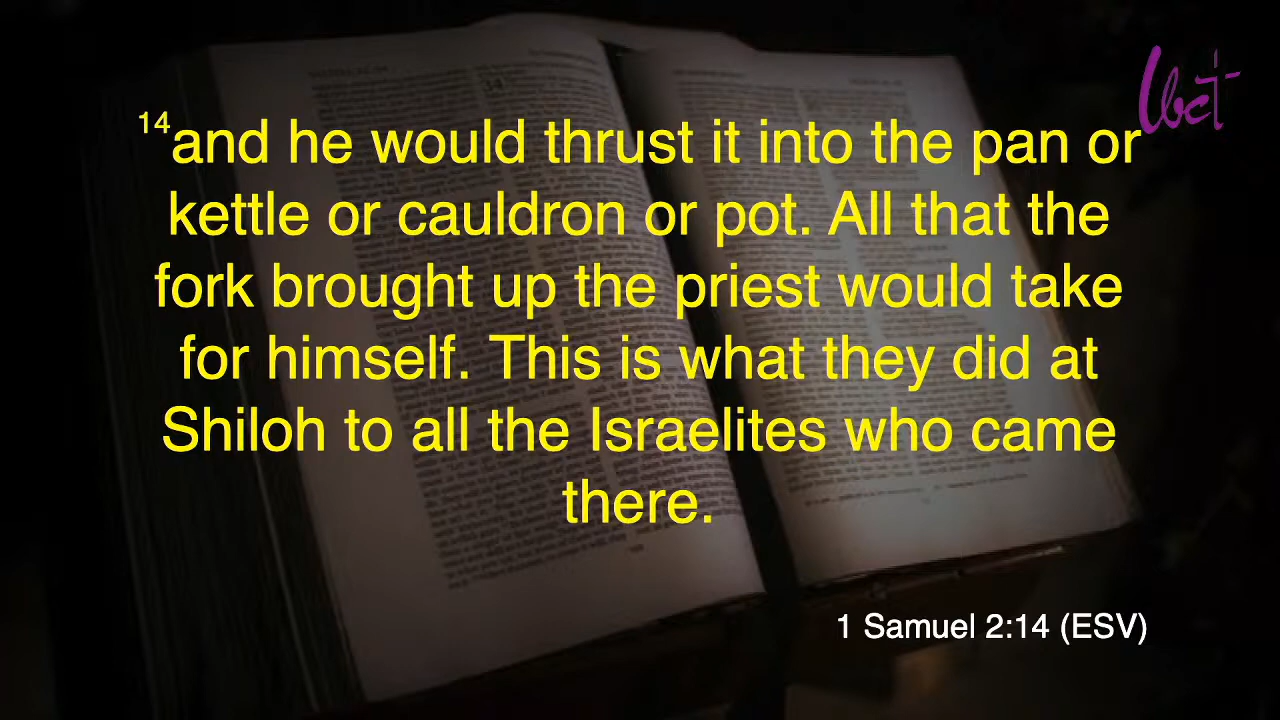 14and he would thrust it into the pan or
kettle or cauldron or pot. All that the
fork brought up the priest would take
for himself. This is what they did at
Shiloh to all the Israelites who came
there.
1 Samuel 2:14 (ESV)
lbct